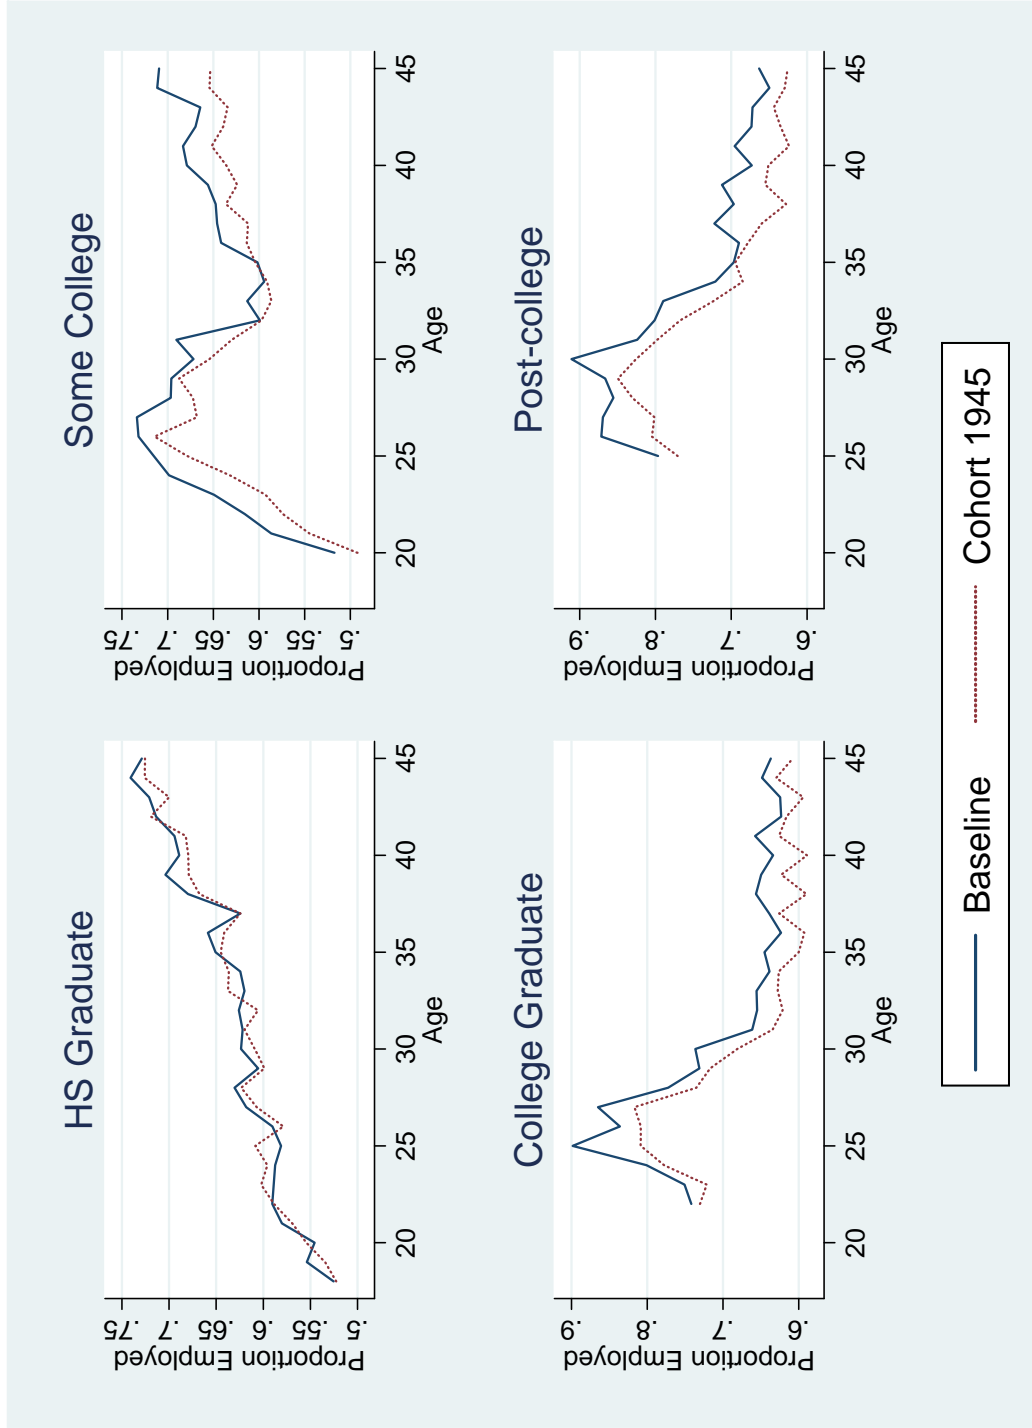 HS Graduate
Proportion Employed
.5 .55 .6 .65 .7 .75
20 25 30 35 40 45
Age
Some College
Proportion Employed
.5 .55 .6 .65 .7 .75
20 25 30 35 40 45
Age
College Graduate
Proportion Employed
.6 .7 .8 .9
20 25 30 35 40 45
Age
Post-college
Proportion Employed
.6 .7 .8 .9
20 25 30 35 40 45
Age
Baseline
Cohort 1945